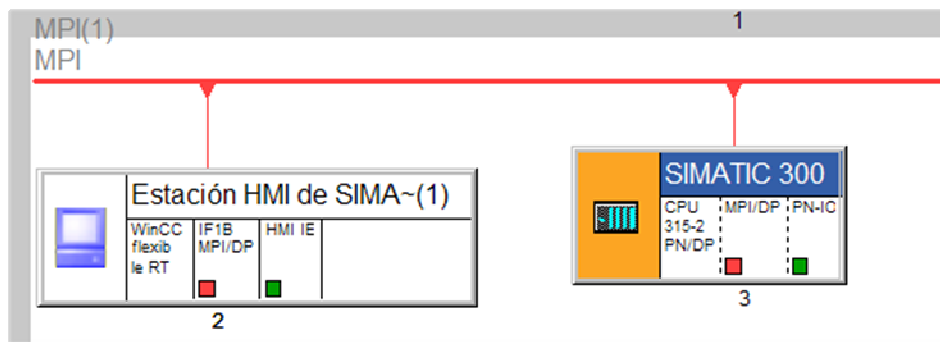 1
MPI(1)
MPI
Estación HMI de SIMA~(1)
WinCC
flexib
le RT
IF1B
MPI/DP
HMI IE
2
SIMATIC 300
CPU
315-2
PN/DP
MPI/DP
PN-IO
3